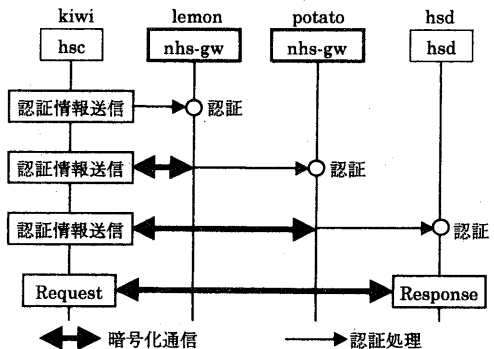 kiwi lemon potato hsd
hsc nhs-gw nhs-gw hsd
認証情報送信 認証
認証情報送信 認証
認証情報送信 認証
Request Response
暗号化通信 認証処理